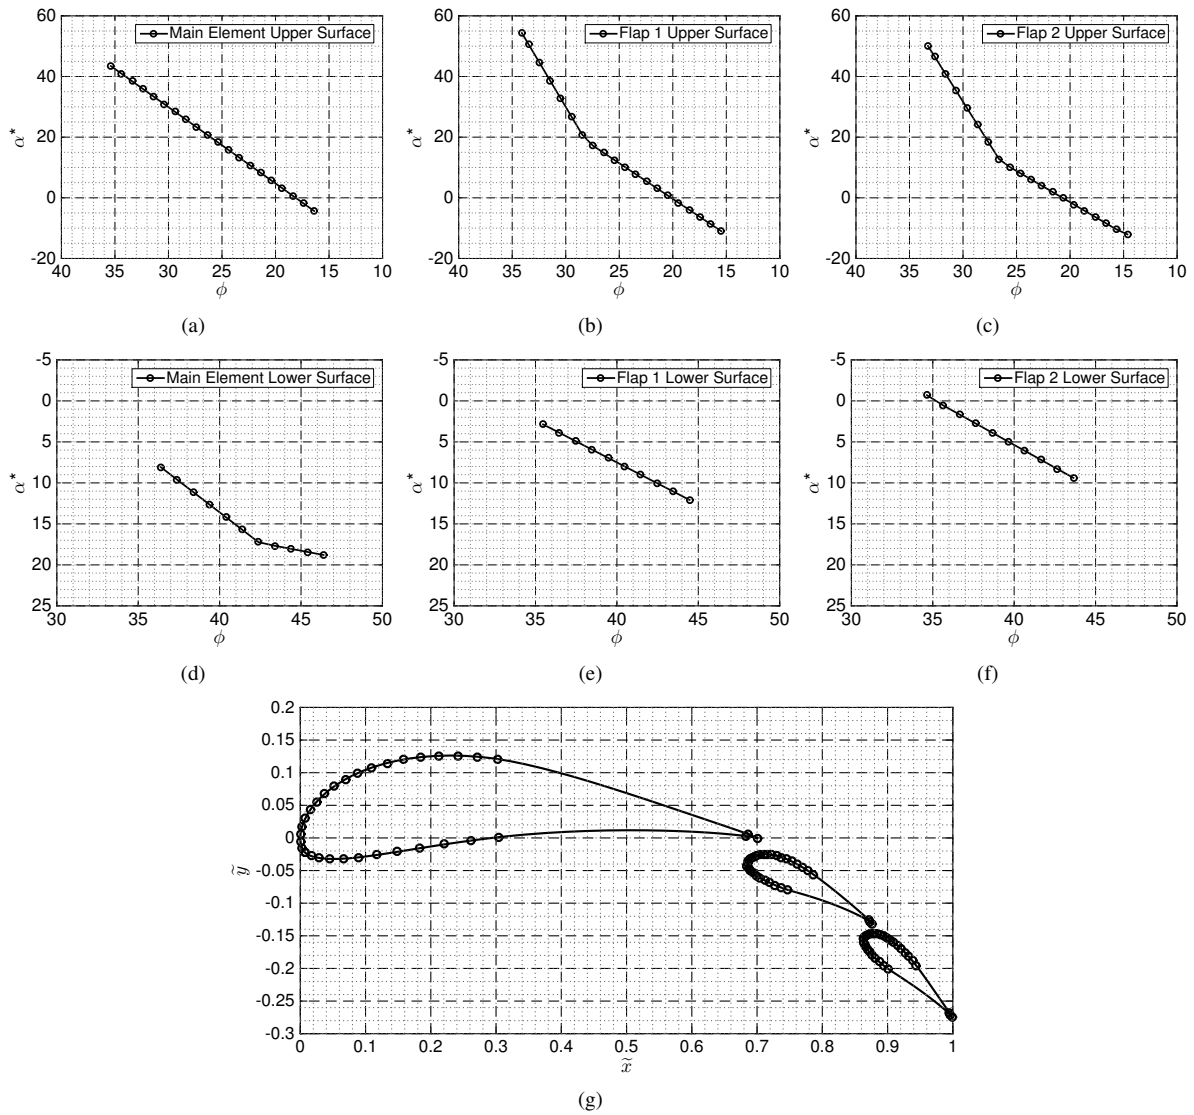 Main Element Upper Surface
60
40
20
0
-20
α*
40 35 30 25 20 15 10
ϕ
(a)
Flap 1 Upper Surface
60
40
20
0
-20
α*
40 35 30 25 20 15 10
ϕ
(b)
Flap 2 Upper Surface
60
40
20
0
-20
α*
40 35 30 25 20 15 10
ϕ
(c)
Main Element Lower Surface
-5
0
5
10
15
20
25
α*
30 35 40 45 50
ϕ
(d)
Flap 1 Lower Surface
-5
0
5
10
15
20
25
α*
30 35 40 45 50
ϕ
(e)
Flap 2 Lower Surface
-5
0
5
10
15
20
25
α*
30 35 40 45 50
ϕ
(f)
0.2
0.15
0.1
0.05
0
-0.05
-0.1
-0.15
-0.2
-0.25
-0.3
ỹ
0 0.1 0.2 0.3 0.4 0.5 0.6 0.7 0.8 0.9 1
x̃
(g)